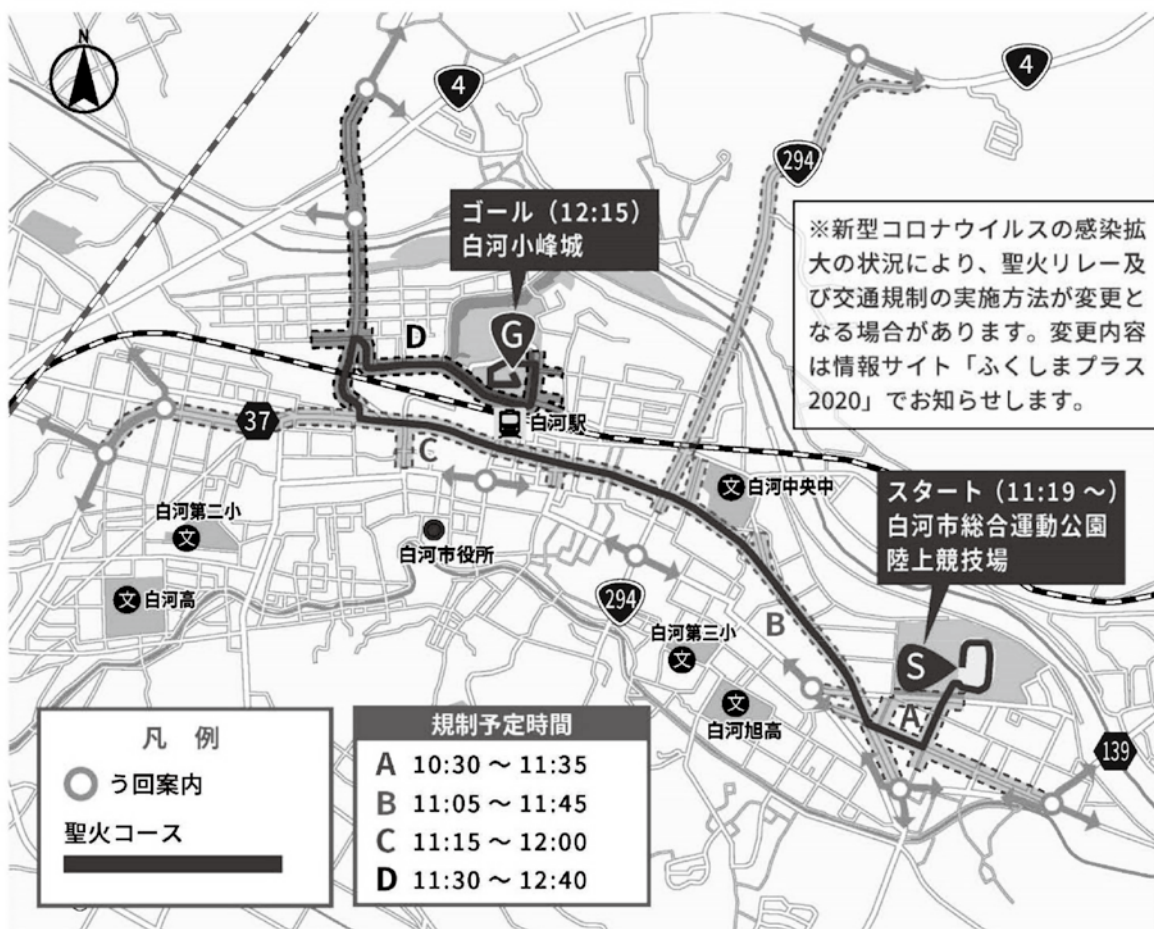 N
4
4
294
ゴール（12:15）
白河小峰城
※新型コロナウイルスの感染拡
大の状況により、聖火リレー及
び交通規制の実施方法が変更と
なる場合があります。変更内容
は情報サイト「ふくしまプラス
2020」でお知らせします。
G
D
37
白河駅
C
文
白河中央中
スタート（11:19 ～）
白河市総合運動公園
陸上競技場
白河第二小
文
白河市役所
文
白河高
294
白河第三小
文
B
S
文
白河旭高
A
139
凡 例
う回案内
聖火コース
規制予定時間
A 10:30 ～ 11:35
B 11:05 ～ 11:45
C 11:15 ～ 12:00
D 11:30 ～ 12:40